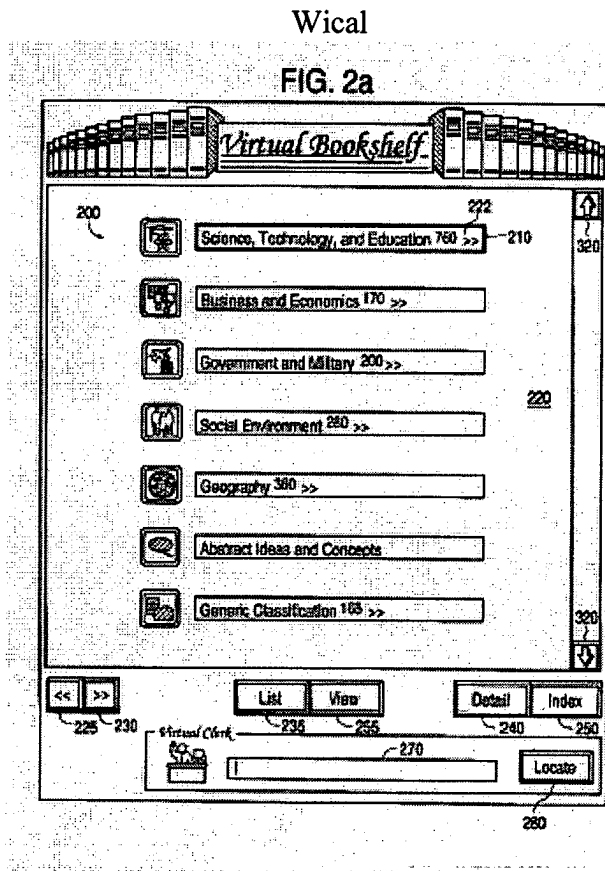 Wical
FIG. 2a
Virtual Bookshelf
200
222
Science, Technology, and Education 760 >>
210
320
Business and Economics 170 >>
Government and Military 200 >>
220
Social Environment 260 >>
Geography 360 >>
Abstract Ideas and Concepts
Generic Classification 165 >>
320
<< >> List View Detail Index
225 230 235 255 240 250
Virtual Clerk
270
Locate
280